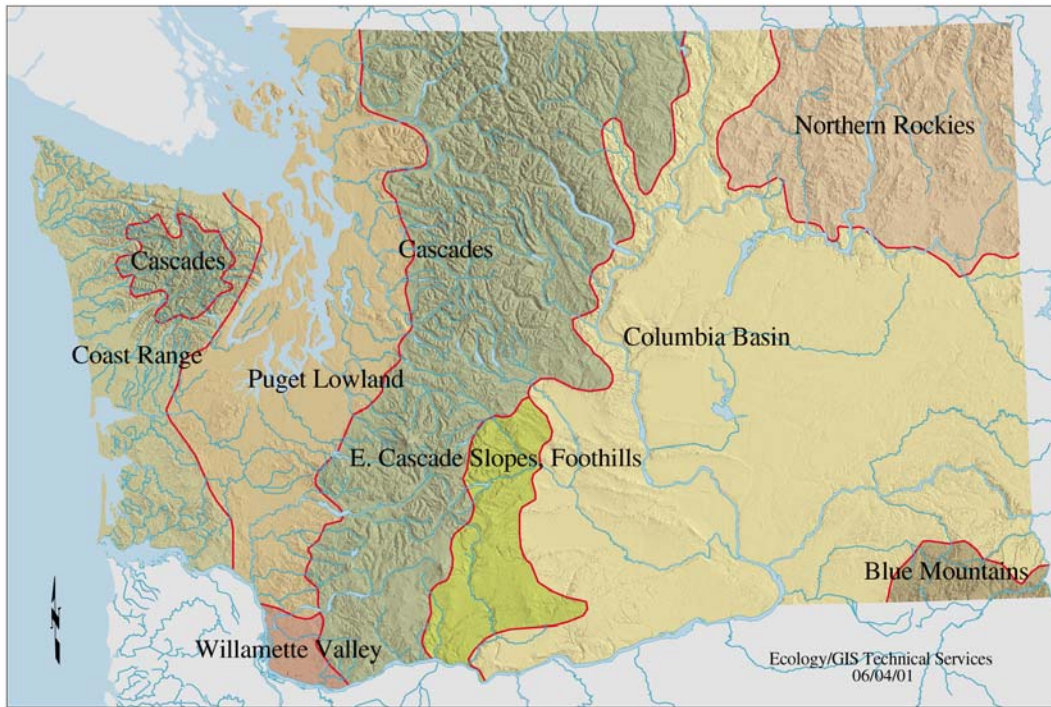 Northern Rockies
Cascades
Cascades
Columbia Basin
Coast Range
Puget Lowland
E. Cascade Slopes, Foothills
Blue Mountains
N
Willamette Valley
Ecology/GIS Technical Services
06/04/01